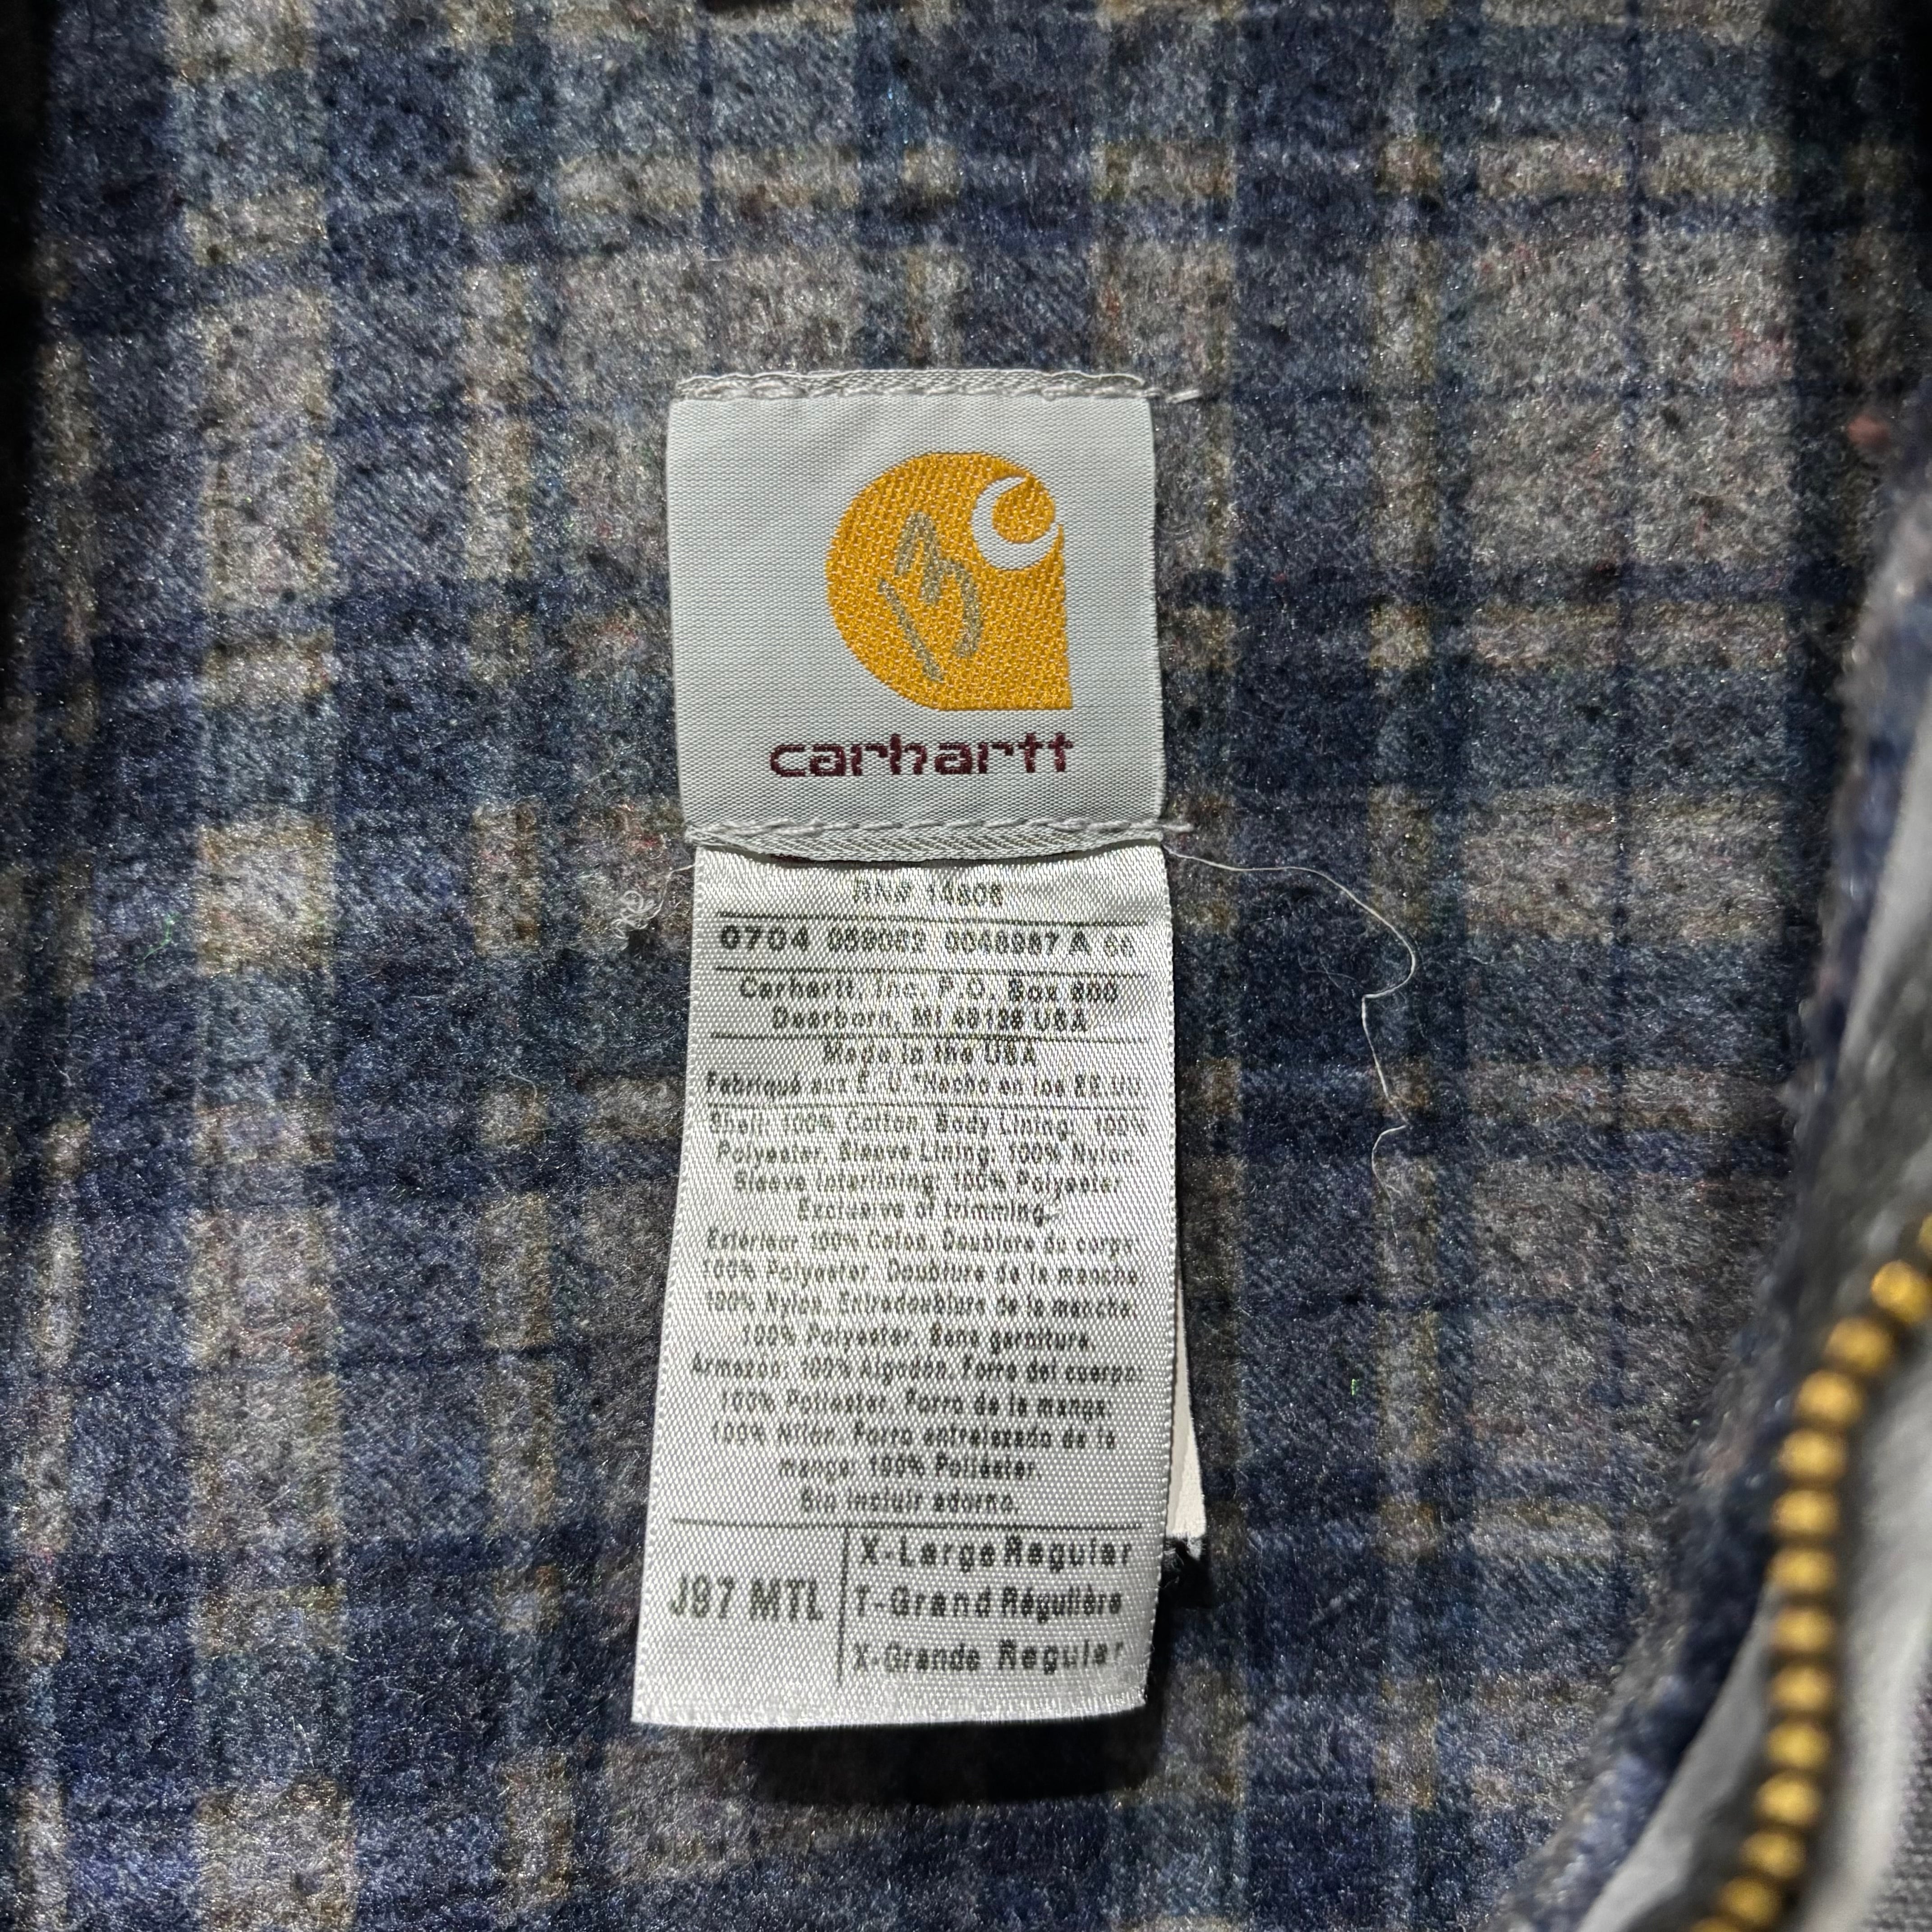 carhartt
RN# 14806
0704 959082 0048987 A 66
Carhartt, Inc. P.O. Box 600
Dearborn, MI 48126 USA
Made in the USA
Fabriqué aux É.-U.*Hecho en los EE.UU
Shell: 100% Cotton. Body Lining: 100%
Polyester. Sleeve Lining: 100% Nylon
Sleeve Interlining: 100% Polyester
Exclusive of trimming.
Extérieur 100% Coton. Doublure du corps:
100% Polyester. Doublure de la manche
100% Nylon. Entredoublure de la manche:
100% Polyester. Sans garniture.
Armazon: 100% Algodón. Forro del cuerpo:
100% Poliester. Forro de la manga:
100% Nilón. Forro entrelazado de la
manga: 100% Poliéster.
Sin incluir adorno.
J97 MTL
X-Large Regular
T-Grand Régulière
X-Grande Regular